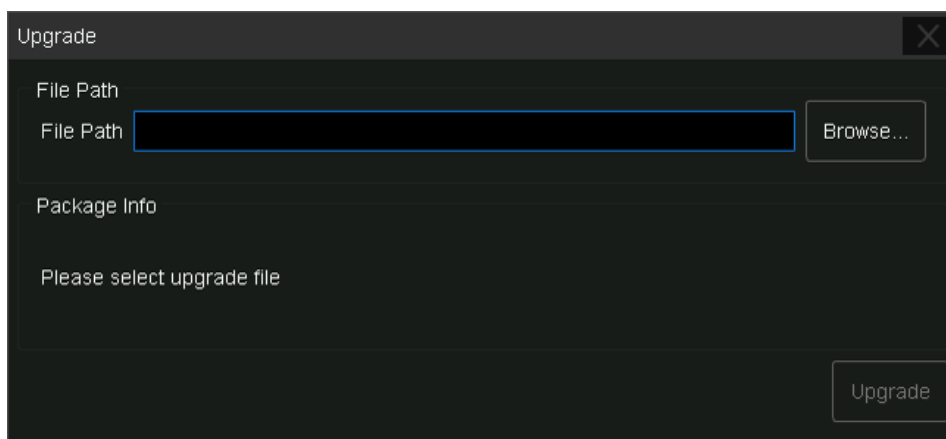 Upgrade
File Path
File Path
Browse...
Package Info
Please select upgrade file
Upgrade